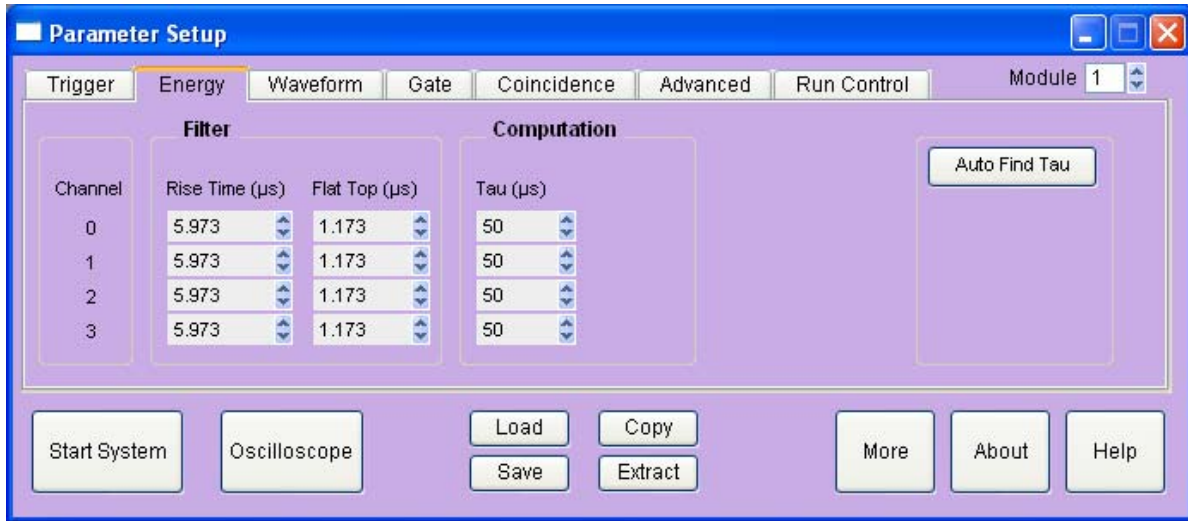 Parameter Setup
Trigger Energy Waveform Gate Coincidence Advanced Run Control Module 1
Filter Computation
Auto Find Tau
Channel Rise Time (µs) Flat Top (µs) Tau (µs)
0 5.973 1.173 50
1 5.973 1.173 50
2 5.973 1.173 50
3 5.973 1.173 50
Start System Oscilloscope Load Copy More About Help
Save Extract